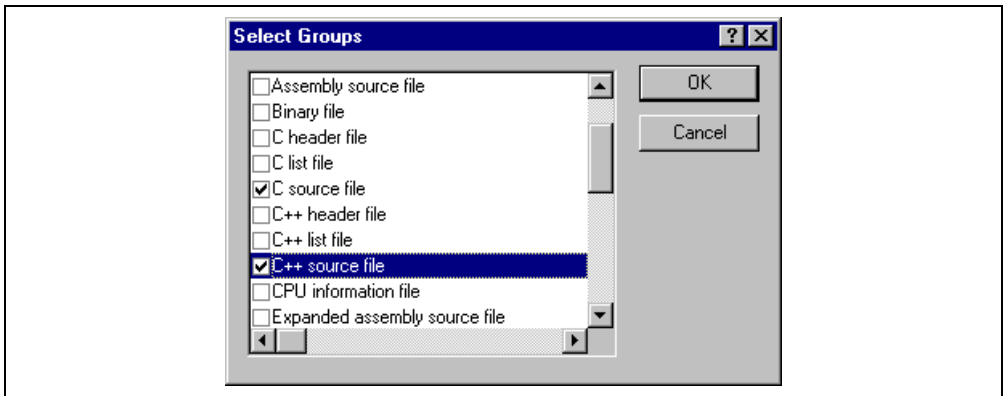 Select Groups
Assembly source file
Binary file
C header file
C list file
C source file
C++ header file
C++ list file
C++ source file
CPU information file
Expanded assembly source file
OK
Cancel